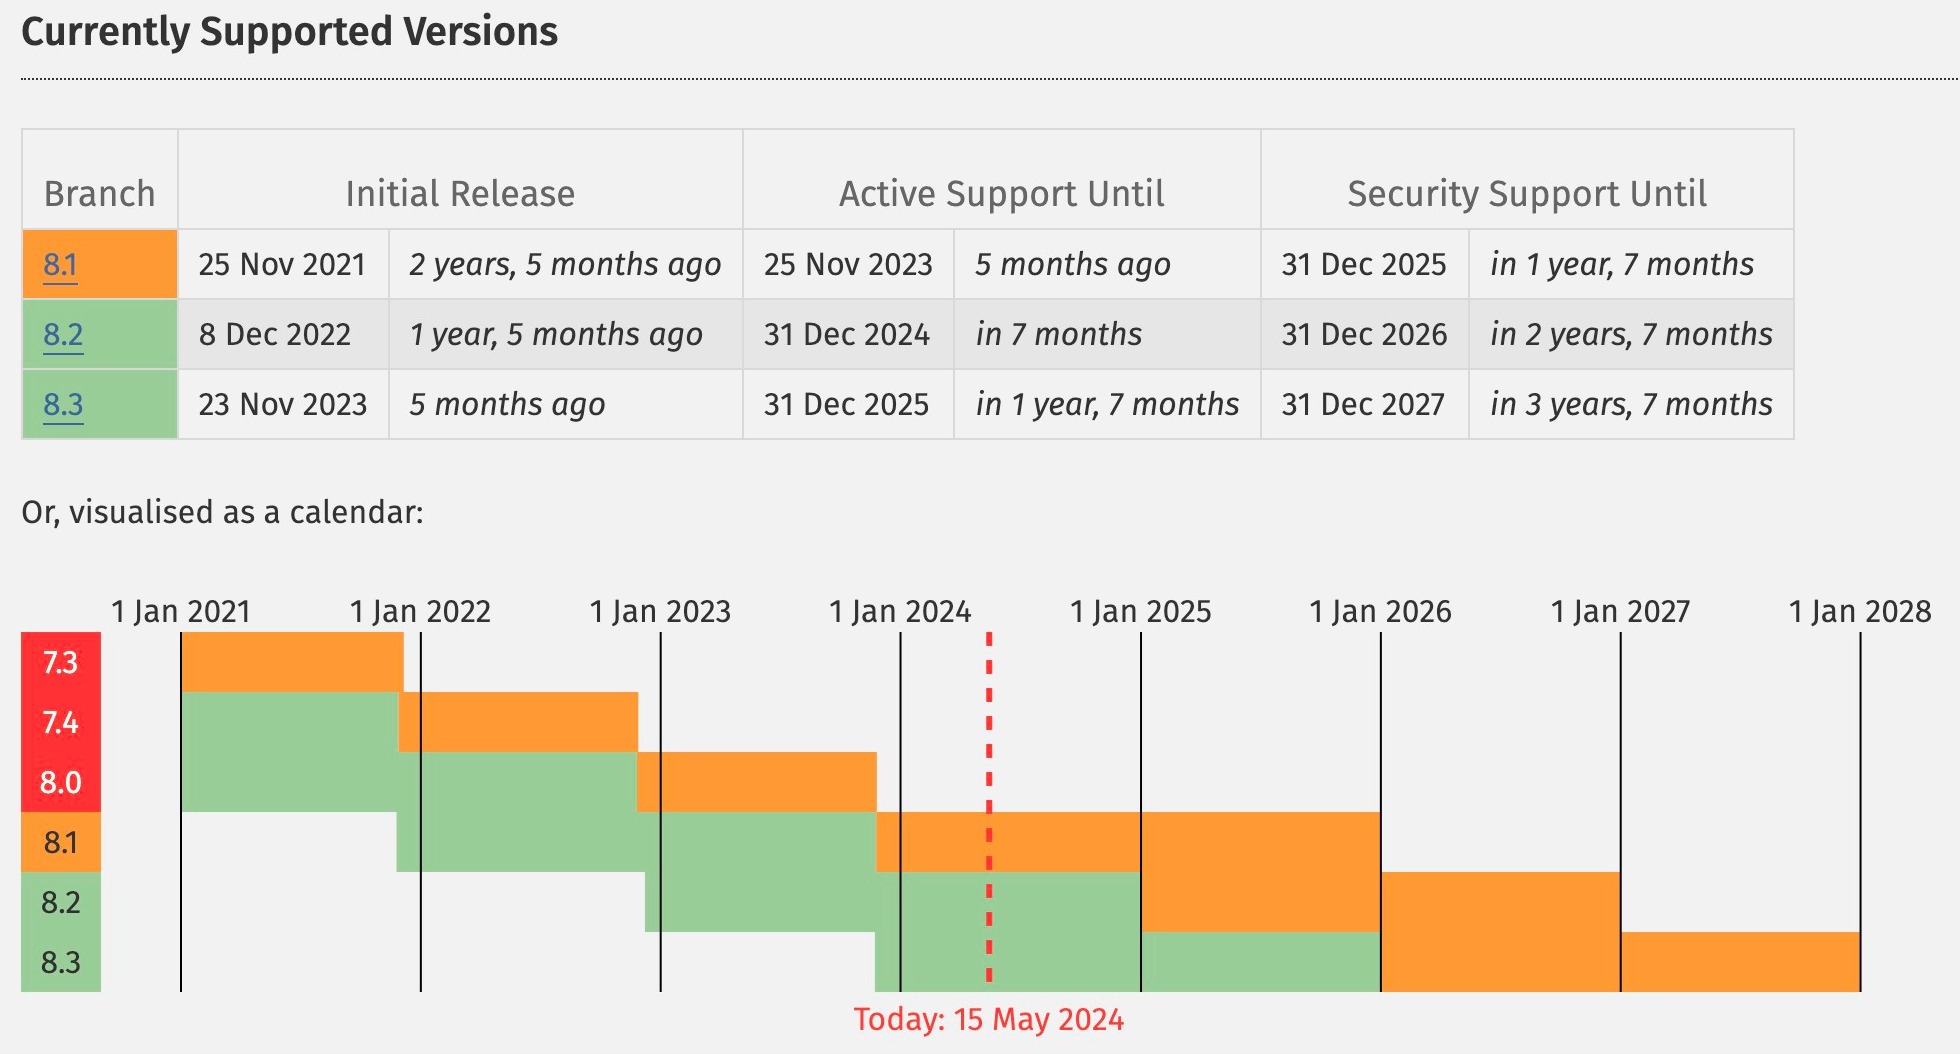 Currently Supported Versions
Branch Initial Release Active Support Until Security Support Until
8.1 25 Nov 2021 2 years, 5 months ago 25 Nov 2023 5 months ago 31 Dec 2025 in 1 year, 7 months
8.2 8 Dec 2022 1 year, 5 months ago 31 Dec 2024 in 7 months 31 Dec 2026 in 2 years, 7 months
8.3 23 Nov 2023 5 months ago 31 Dec 2025 in 1 year, 7 months 31 Dec 2027 in 3 years, 7 months
Or, visualised as a calendar:
1 Jan 2021 1 Jan 2022 1 Jan 2023 1 Jan 2024 1 Jan 2025 1 Jan 2026 1 Jan 2027 1 Jan 2028
7.3
7.4
8.0
8.1
8.2
8.3
Today: 15 May 2024